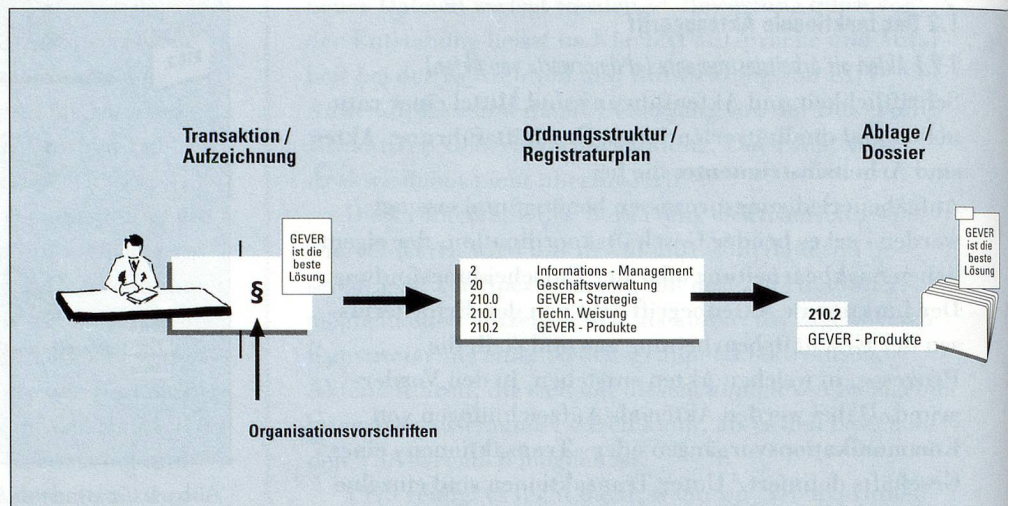 Transaktion /
Aufzeichnung
Ordnungsstruktur /
Registraturplan
Ablage /
Dossier
GEVER
ist die
beste
Lösung
§
2 Informations - Management
20 Geschäftsverwaltung
210.0 GEVER - Strategie
210.1 Techn. Weisung
210.2 GEVER - Produkte
GEVER
ist die
beste
Lösung
210.2
GEVER - Produkte
Organisationsvorschriften